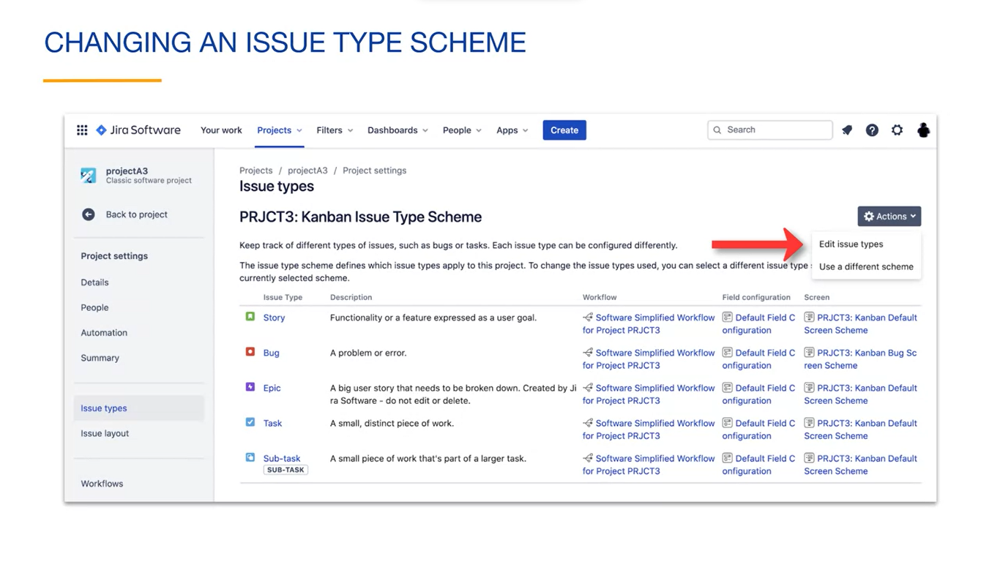 CHANGING AN ISSUE TYPE SCHEME
Jira Software
Your work
Projects
Filters
Dashboards
People
Apps
Create
Search
projectA3
Classic software project
Back to project
Project settings
Details
People
Automation
Summary
Issue types
Issue layout
Workflows
Projects / projectA3 / Project settings
Issue types
PRJCT3: Kanban Issue Type Scheme
Actions
Edit issue types
Use a different scheme
Keep track of different types of issues, such as bugs or tasks. Each issue type can be configured differently.
The issue type scheme defines which issue types apply to this project. To change the issue types used, you can select a different issue type
currently selected scheme.
Issue Type
Description
Workflow
Field configuration
Screen
Story
Functionality or a feature expressed as a user goal.
Software Simplified Workflow
for Project PRJCT3
Default Field C
onfiguration
PRJCT3: Kanban Default
Screen Scheme
Bug
A problem or error.
Software Simplified Workflow
for Project PRJCT3
Default Field C
onfiguration
PRJCT3: Kanban Bug Sc
reen Scheme
Epic
A big user story that needs to be broken down. Created by Ji
ra Software - do not edit or delete.
Software Simplified Workflow
for Project PRJCT3
Default Field C
onfiguration
PRJCT3: Kanban Default
Screen Scheme
Task
A small, distinct piece of work.
Software Simplified Workflow
for Project PRJCT3
Default Field C
onfiguration
PRJCT3: Kanban Default
Screen Scheme
Sub-task
SUB-TASK
A small piece of work that's part of a larger task.
Software Simplified Workflow
for Project PRJCT3
Default Field C
onfiguration
PRJCT3: Kanban Default
Screen Scheme